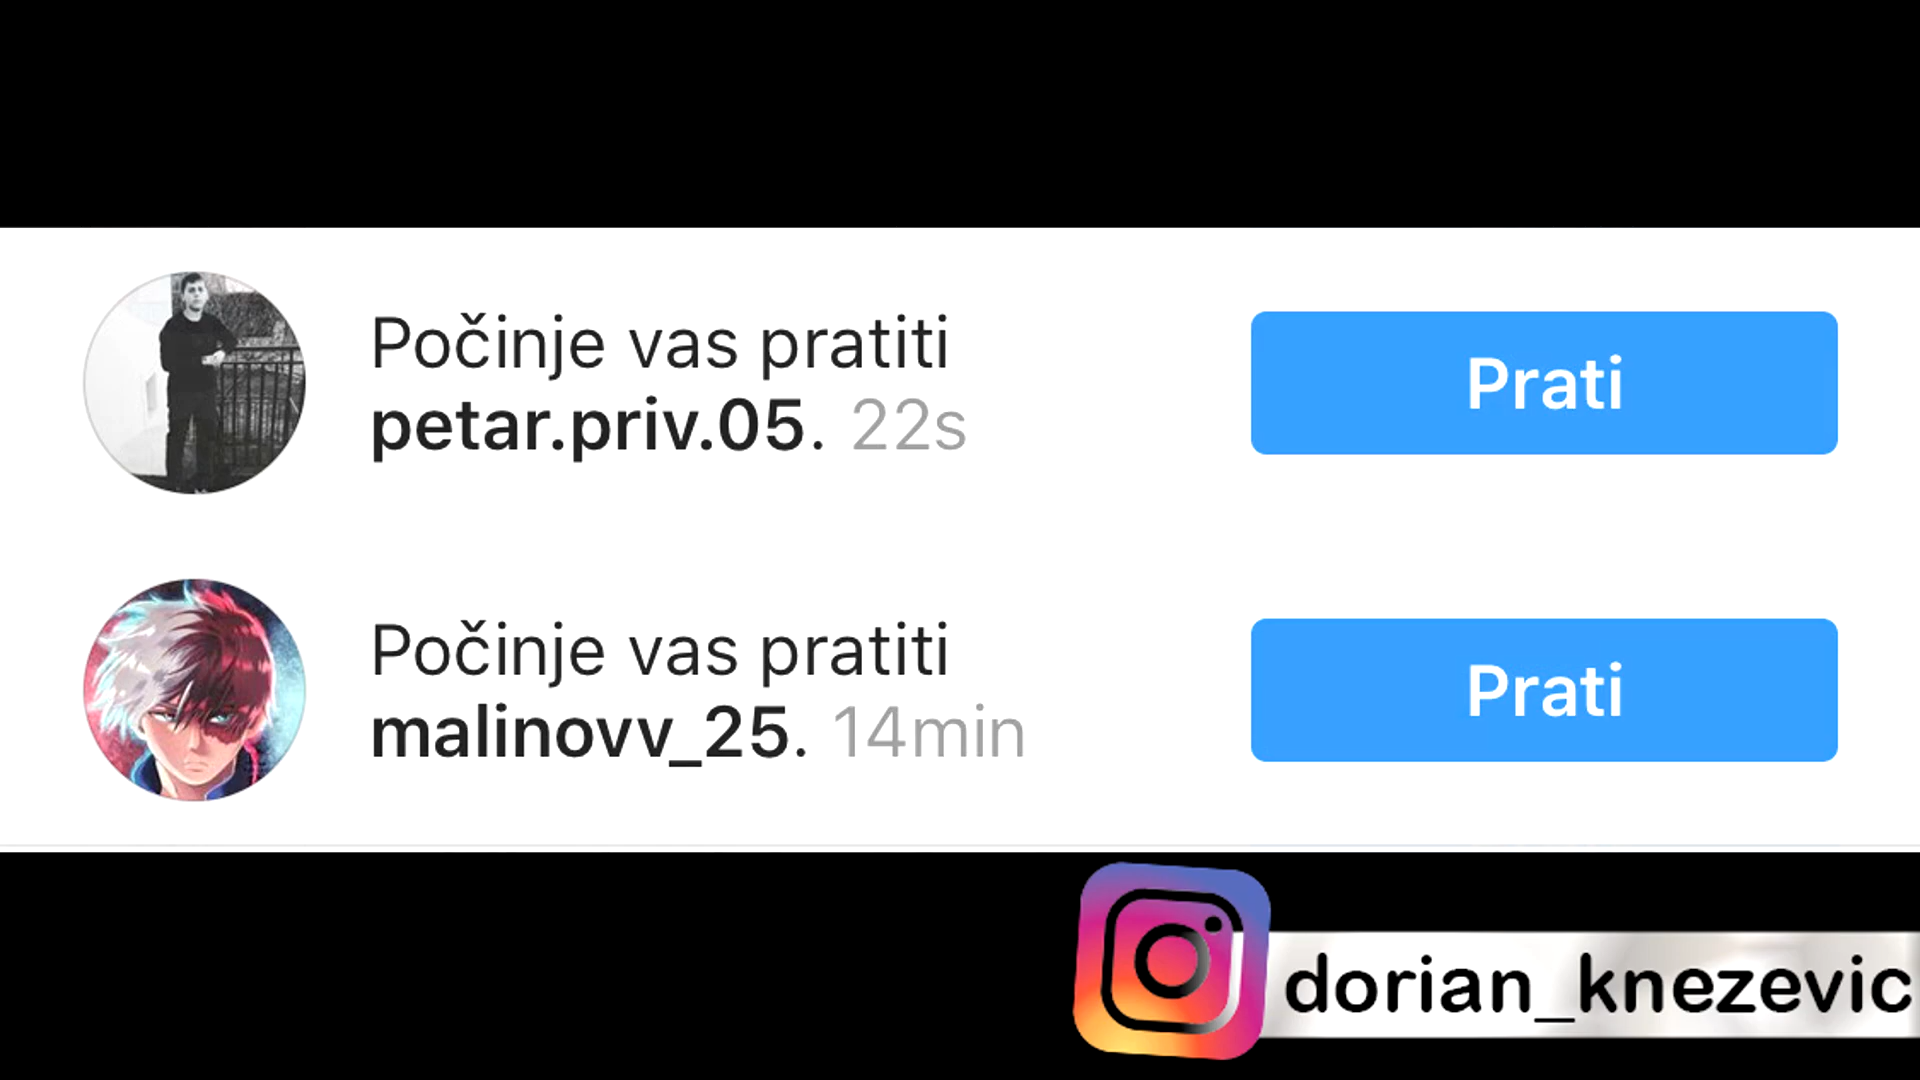 Počinje vas pratiti
petar.priv.05. 22s
Prati
Počinje vas pratiti
malinovv_25. 14min
Prati
dorian_knezevic